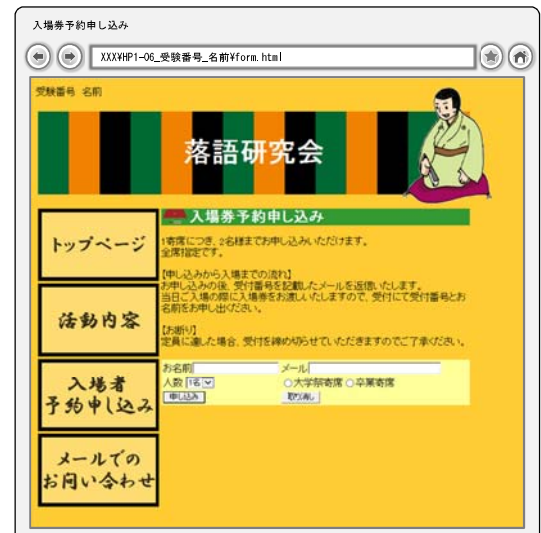 入場券予約申し込み
XXX¥HP1-06_受験番号_名前¥form.html
受験番号 名前
落語研究会
トップページ
活動内容
入場者
予約申し込み
メールでの
お問い合わせ
入場券予約申し込み
1寄席につき、2名様までお申し込みいただけます。
全席指定です。
【申し込みから入場までの流れ】
お申し込みの後、受付番号を記載したメールを返信いたします。
当日ご入場の際に入場券をお渡しいたしますので、受付にて受付番号とお
名前をお申し出ください。
【お断り】
定員に達した場合、受付を締め切らせていただきますのでご了承ください。
お名前 メール
人数 1名 ○大学祭寄席 ○卒業寄席
申し込み 取り消し